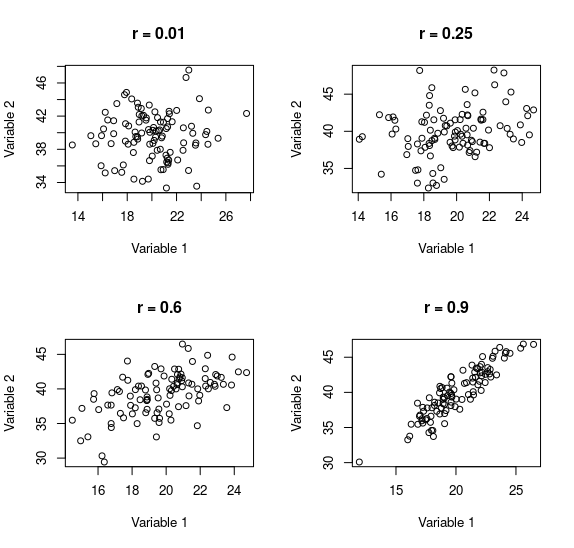 r = 0.01
Variable 2
34 38 42 46
14 18 22 26
Variable 1
r = 0.25
Variable 2
35 40 45
14 16 18 20 22 24
Variable 1
r = 0.6
Variable 2
30 35 40 45
16 18 20 22 24
Variable 1
r = 0.9
Variable 2
30 35 40 45
15 20 25
Variable 1